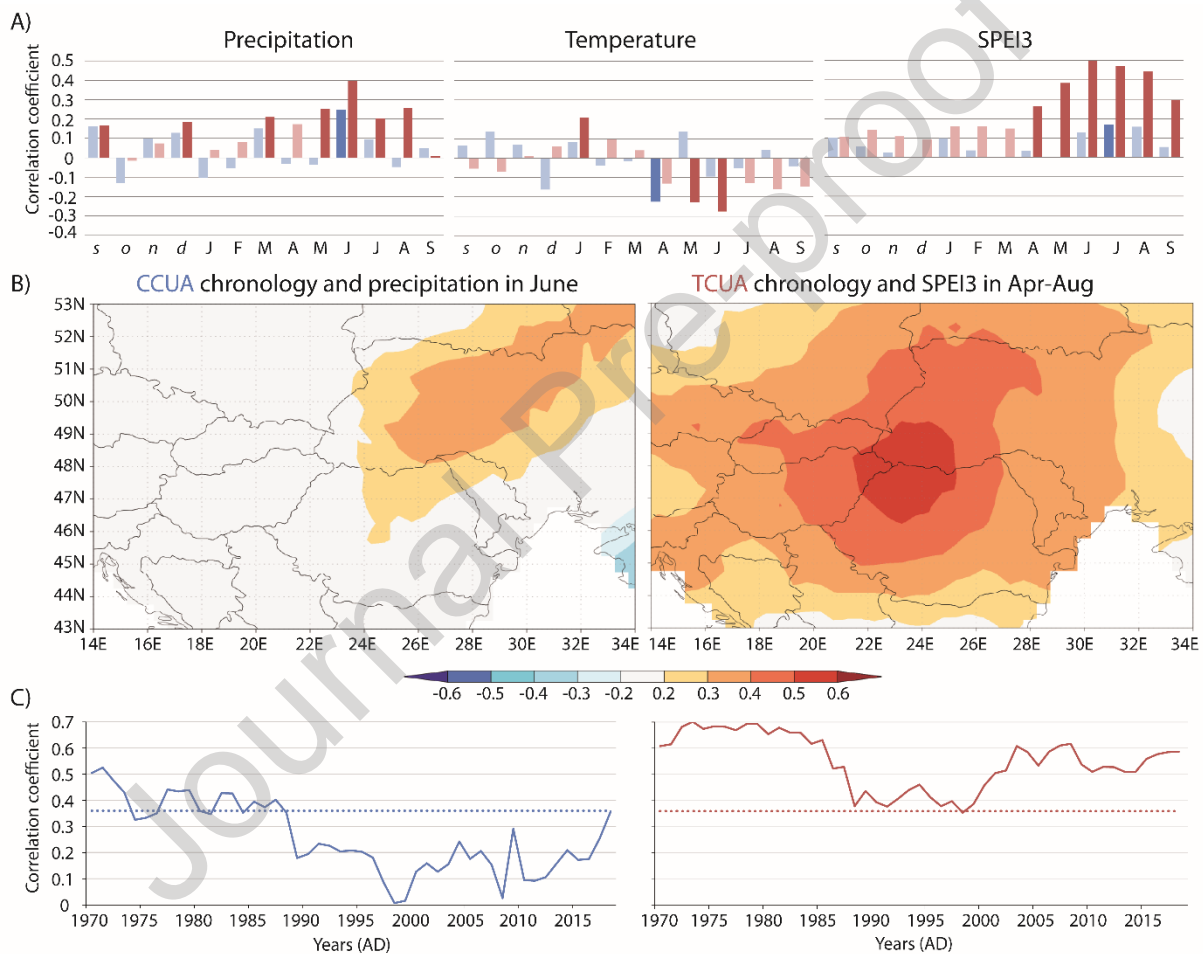 A)
Precipitation Temperature SPEI3
Correlation coefficient
0.5
0.4
0.3
0.2
0.1
0
-0.1
-0.2
-0.3
-0.4
s o n d J F M A M J J A S s o n d J F M A M J J A S s o n d J F M A M J J A S
B) CCUA chronology and precipitation in June TCUA chronology and SPEI3 in Apr-Aug
53N
52N
51N
50N
49N
48N
47N
46N
45N
44N
43N
14E 16E 18E 20E 22E 24E 26E 28E 30E 32E 34E 20E 22E 24E 26E 28E 30E 32E 34E
-0.6 -0.5 -0.4 -0.3 -0.2 0.2 0.3 0.4 0.5 0.6
C)
Correlation coefficient
0.7
0.6
0.5
0.4
0.3
0.2
0.1
0
1970 1975 1980 1985 1990 1995 2000 2005 2010 2015 1970 1975 1980 1985 1990 1995 2000 2005 2010 2015
Years (AD) Years (AD)
Journal Pre-proof